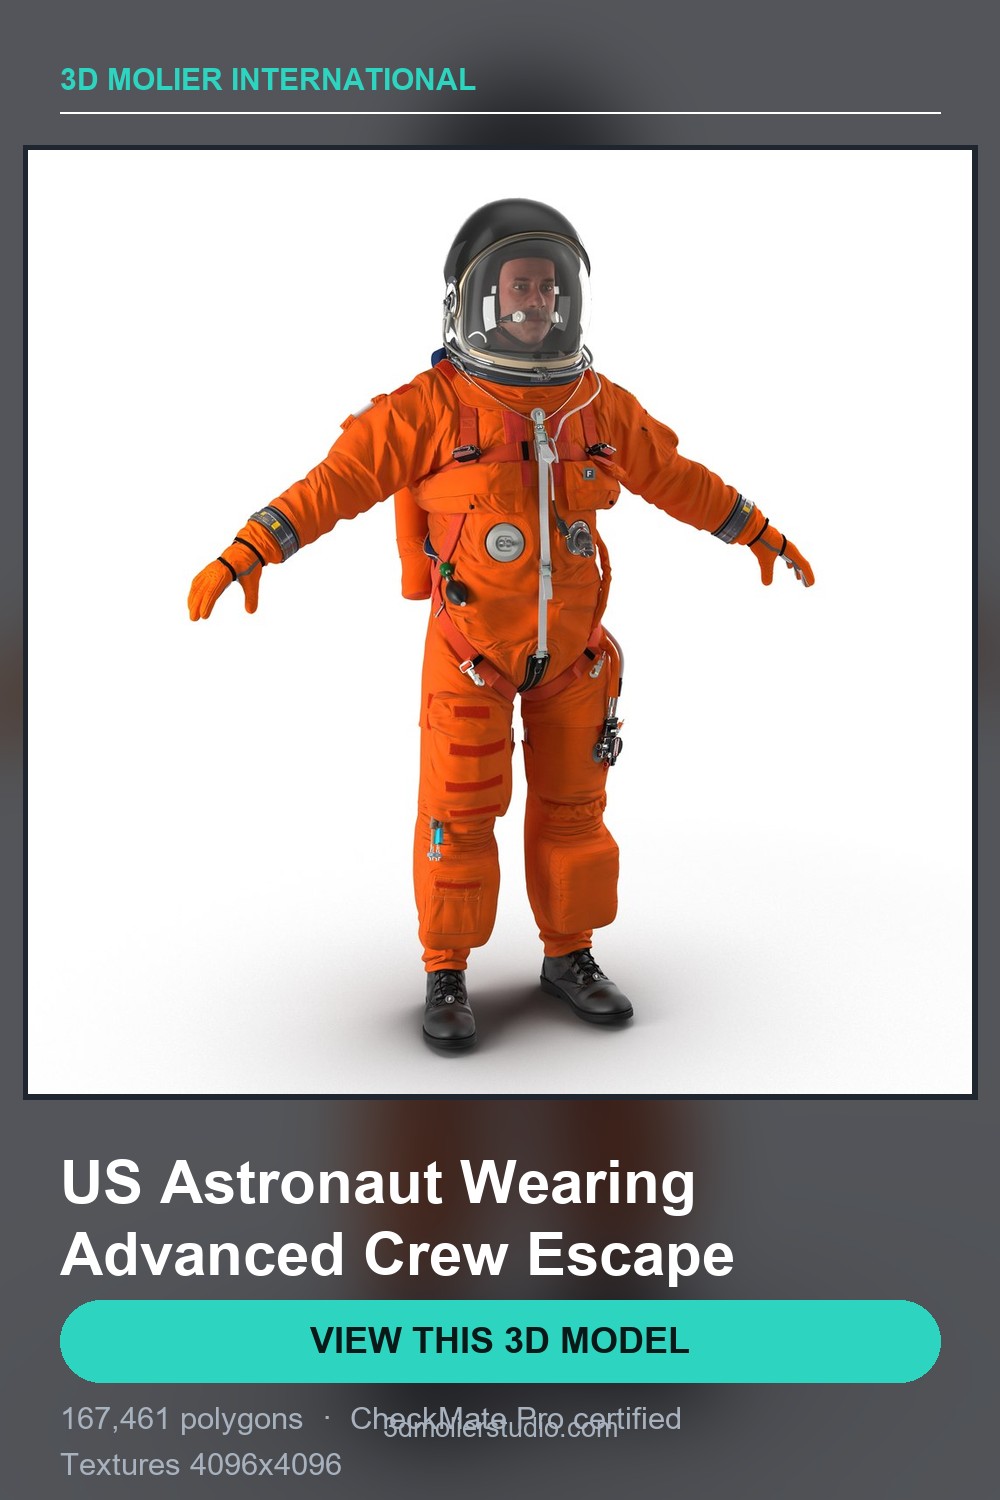 3D MOLIER INTERNATIONAL
F
US Astronaut Wearing
Advanced Crew Escape
VIEW THIS 3D MODEL
167,461 polygons · CheckMate Pro certified
3dmolierstudio.com
Textures 4096x4096